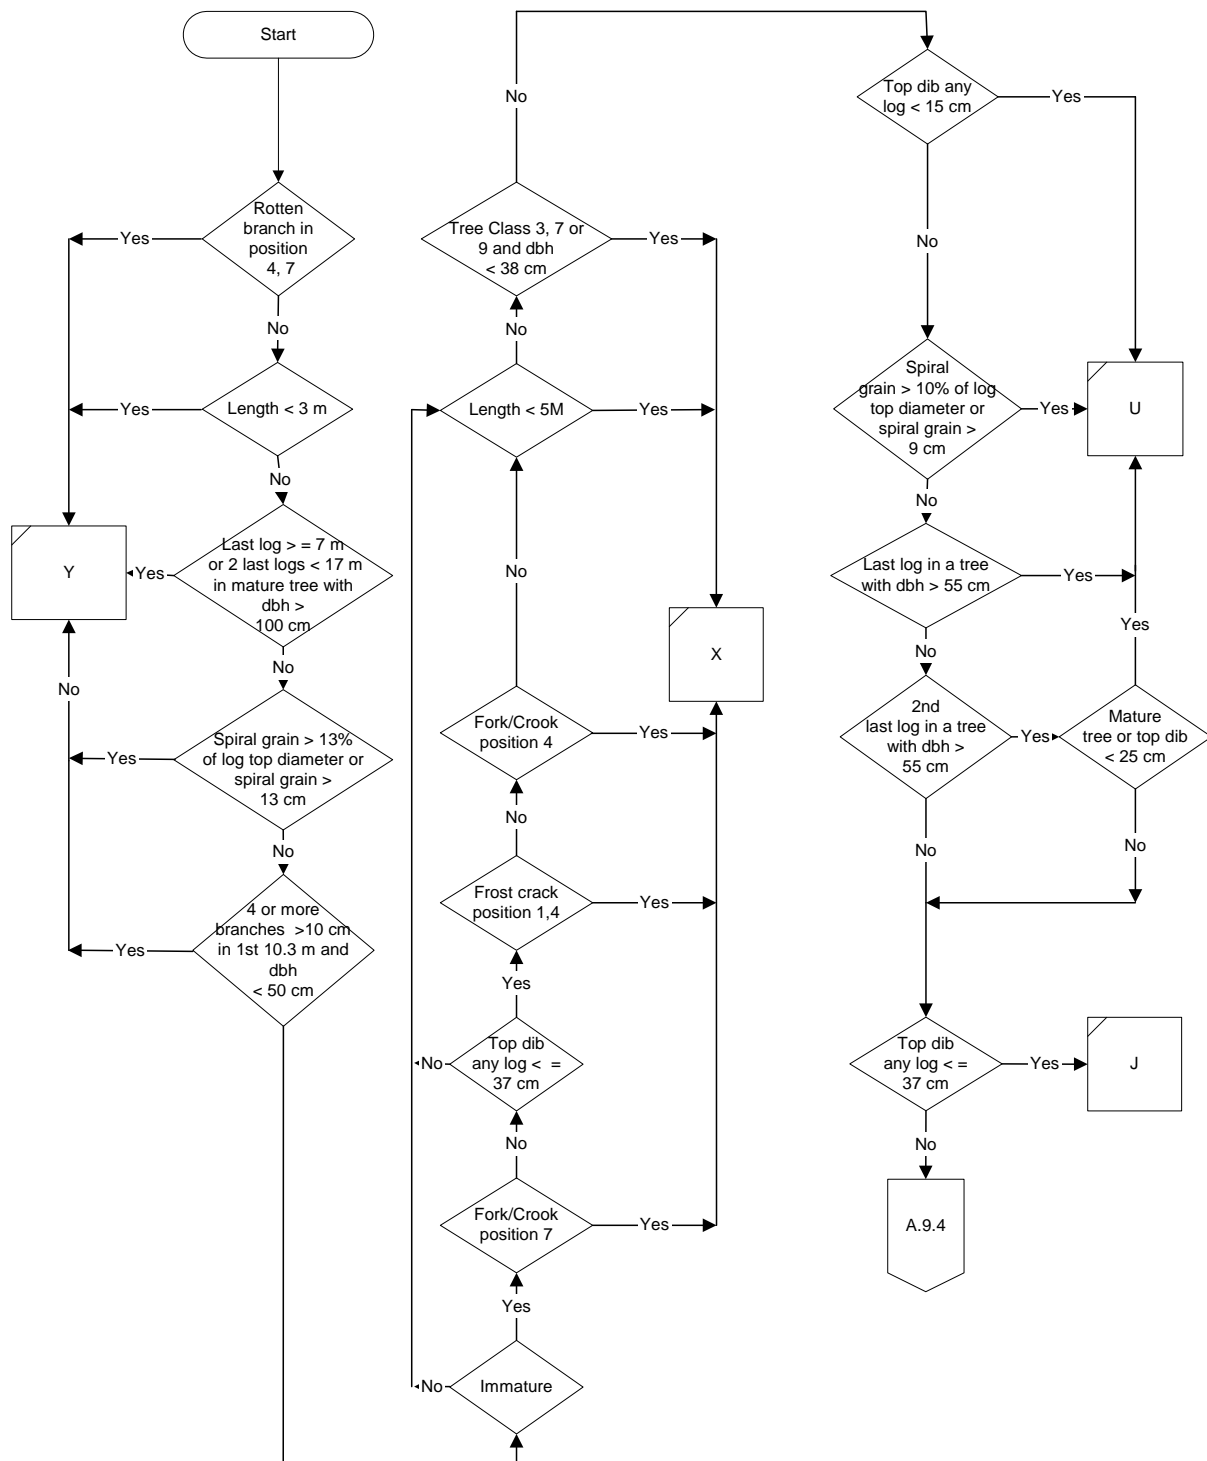 Start
Rotten
branch in
position
4, 7
Yes
No
Length < 3 m
Yes
No
Last log > = 7 m
or 2 last logs < 17 m
in mature tree with
dbh >
100 cm
Yes
Y
No
No
Spiral grain > 13%
of log top diameter or
spiral grain >
13 cm
Yes
No
4 or more
branches >10 cm
in 1st 10.3 m and
dbh
< 50 cm
Yes
No
Tree Class 3, 7 or
9 and dbh
< 38 cm
Yes
No
Length < 5M
Yes
No
X
Fork/Crook
position 4
Yes
No
Frost crack
position 1,4
Yes
Yes
Top dib
any log < =
37 cm
No
No
Fork/Crook
position 7
Yes
Yes
Immature
No
Top dib any
log < 15 cm
Yes
No
Spiral
grain > 10% of log
top diameter or
spiral grain >
9 cm
Yes
U
No
Last log in a tree
with dbh > 55 cm
Yes
No
Yes
2nd
last log in a tree
with dbh >
55 cm
Yes
Mature
tree or top dib
< 25 cm
No
No
Top dib
any log < =
37 cm
Yes
J
No
A.9.4